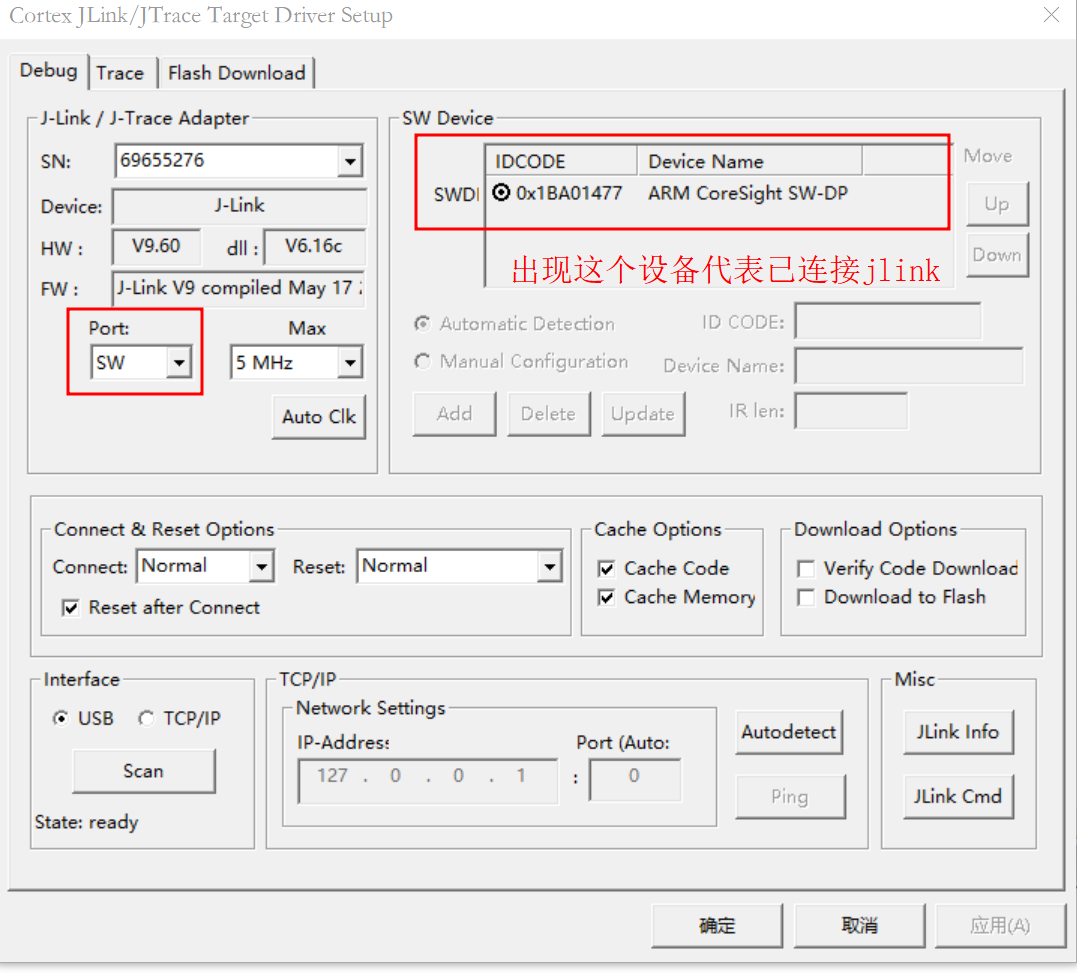 Cortex JLink/JTrace Target Driver Setup
Debug
Trace
Flash Download
J-Link / J-Trace Adapter
SN:
69655276
Device:
J-Link
HW :
V9.60
dll :
V6.16c
FW :
J-Link V9 compiled May 17
Port:
Max
SW
5 MHz
Auto Clk
SW Device
IDCODE
Device Name
SWDI
0x1BA01477
ARM CoreSight SW-DP
Move
Up
Down
出现这个设备代表已连接jlink
Automatic Detection
Manual Configuration
ID CODE:
Device Name:
Add
Delete
Update
IR len:
Connect & Reset Options
Connect:
Normal
Reset:
Normal
Reset after Connect
Cache Options
Cache Code
Cache Memory
Download Options
Verify Code Download
Download to Flash
Interface
USB
TCP/IP
Scan
State: ready
TCP/IP
Network Settings
IP-Address
Port (Auto:
127 . 0 . 0 . 1
:
0
Autodetect
Ping
Misc
JLink Info
JLink Cmd
确定
取消
应用(A)